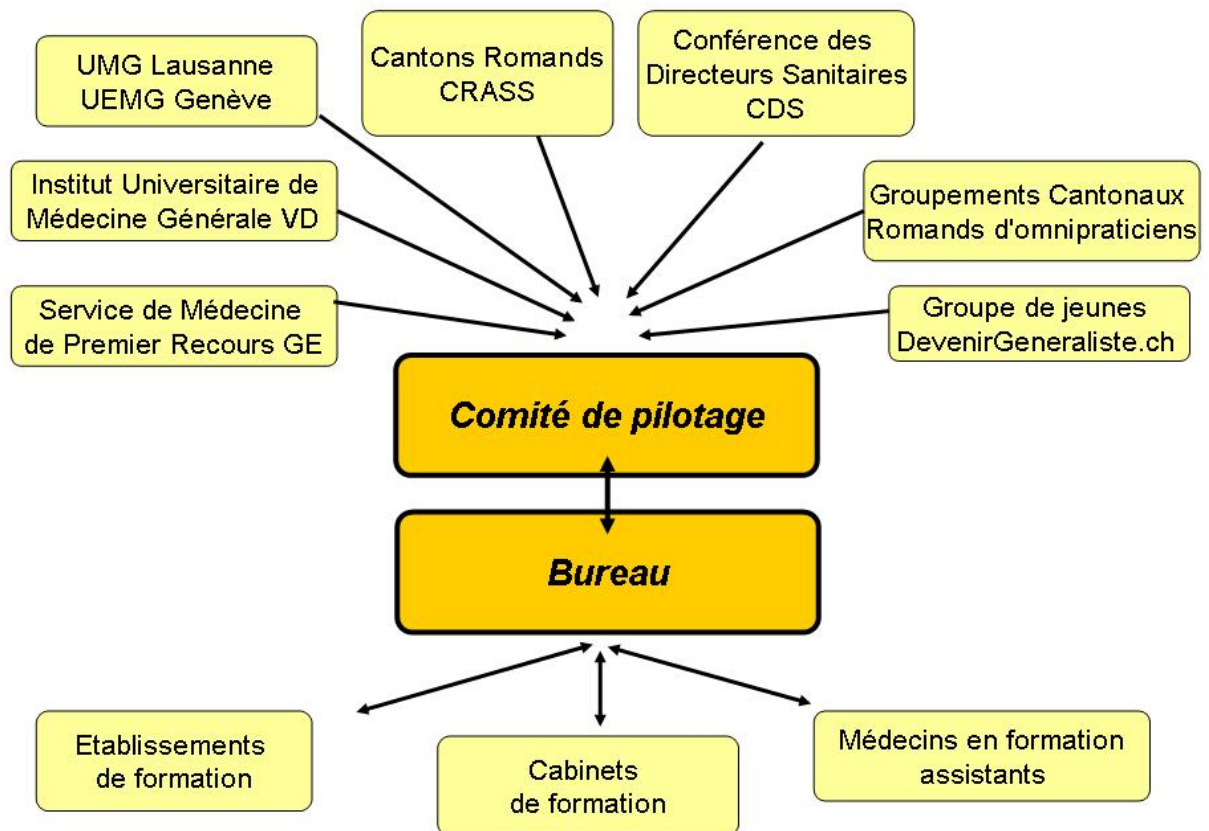 UMG Lausanne
UEMG Genève
Cantons Romands
CRASS
Conférence des
Directeurs Sanitaires
CDS
Institut Universitaire de
Médecine Générale VD
Groupements Cantonaux
Romands d'omnipraticiens
Service de Médecine
de Premier Recours GE
Groupe de jeunes
DevenirGeneraliste.ch
Comité de pilotage
Bureau
Etablissements
de formation
Cabinets
de formation
Médecins en formation
assistants